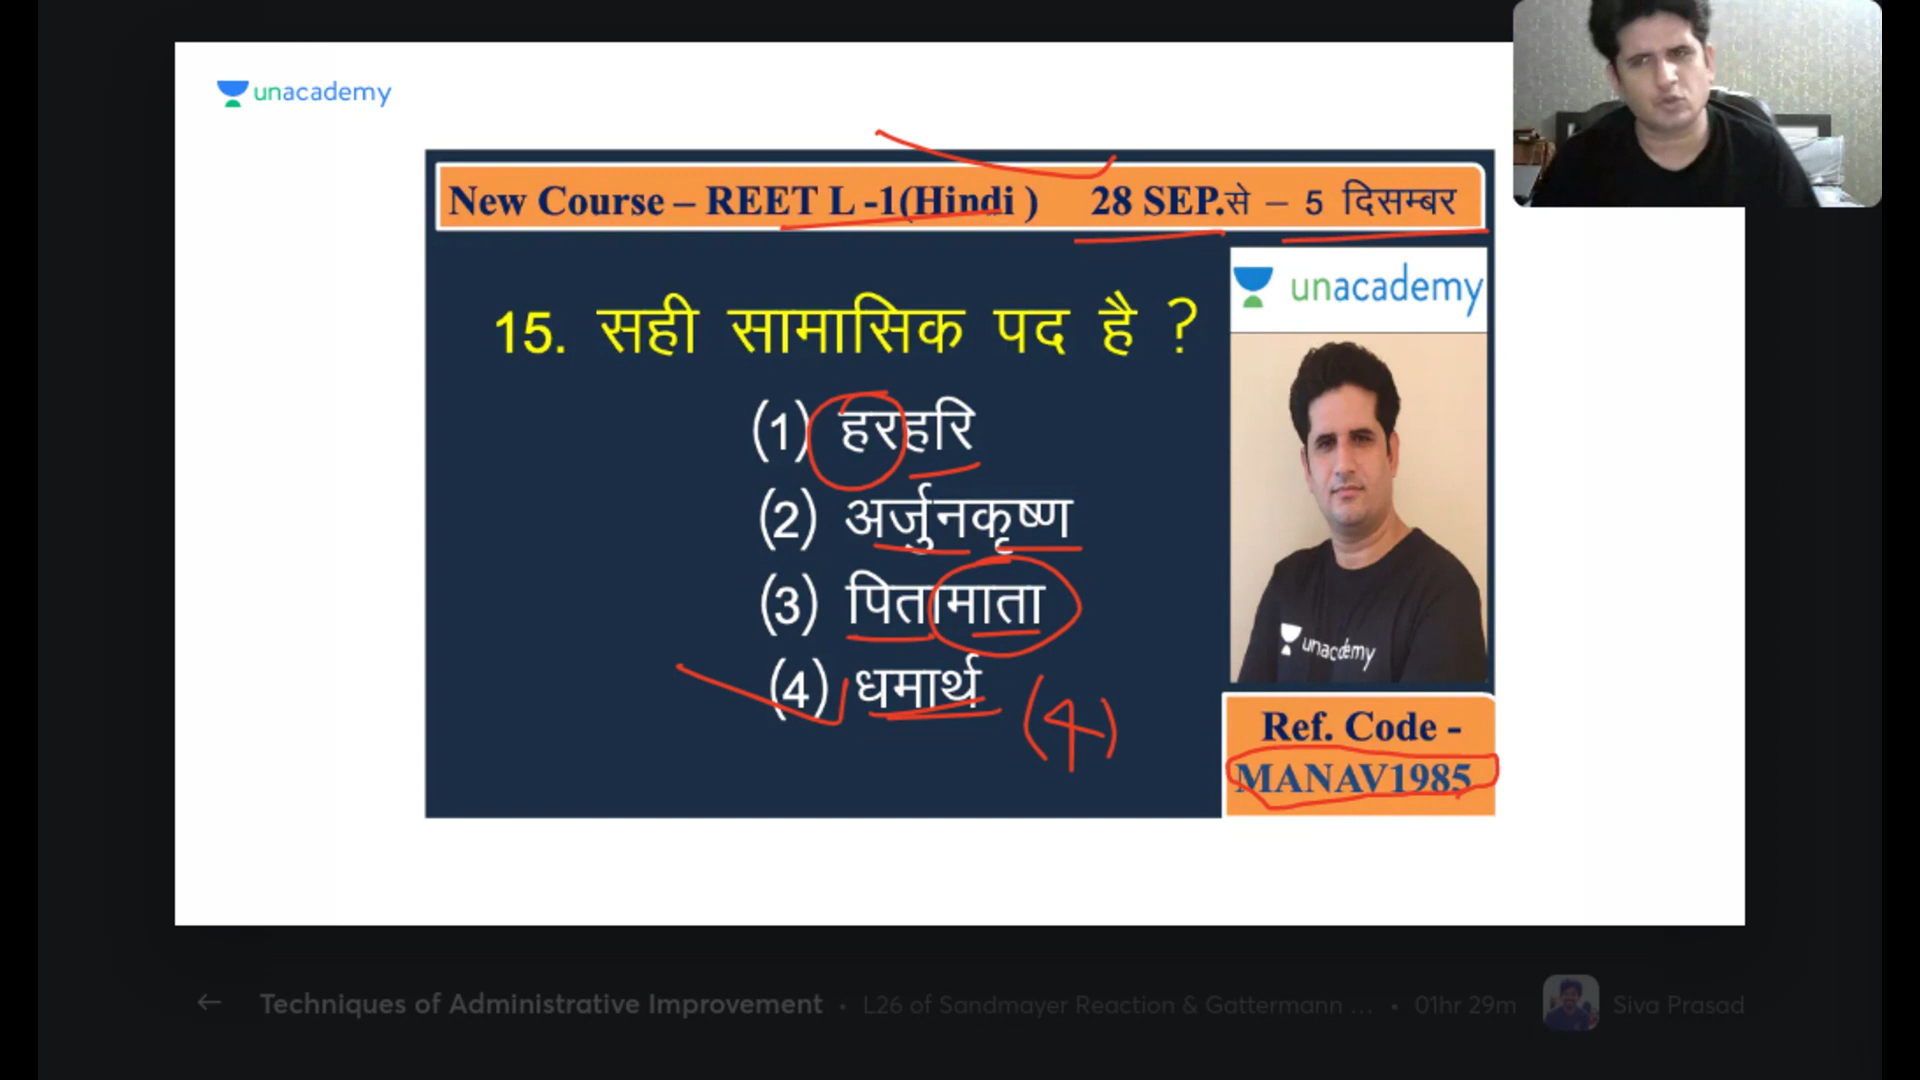 unacademy
New Course – REET L -1(Hindi ) 28 SEP.से – 5 दिसम्बर
unacademy
15. सही सामासिक पद है ?
(1) हरहरि
(2) अर्जुनकृष्ण
(3) पितामाता
(4) धमार्थ
(4)
unacademy
Ref. Code -
MANAV1985
← Techniques of Administrative Improvement • L26 of Sandmayer Reaction & Gattermann ... • 01hr 29m Siva Prasad